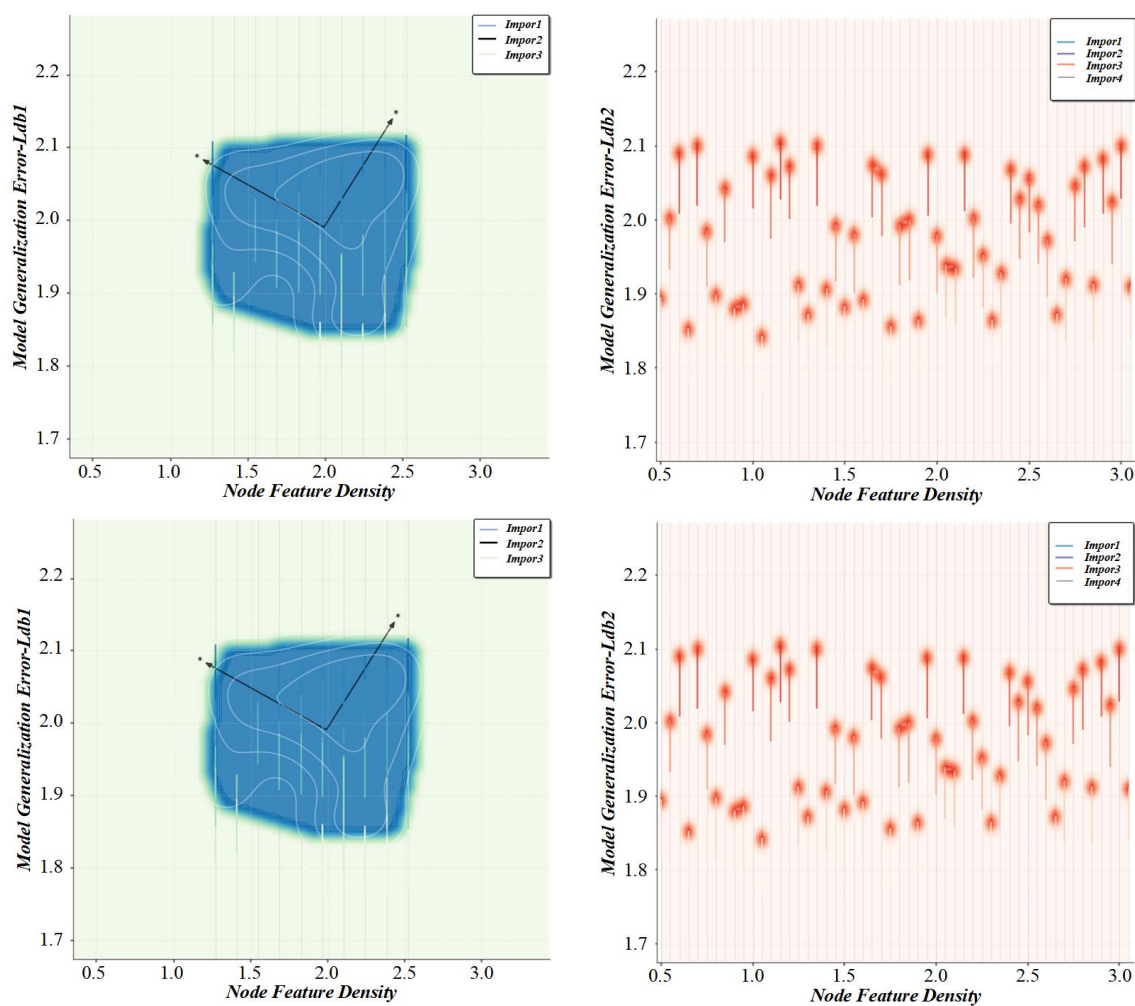 Impor1
Impor2
Impor3
2.2
2.1
2.0
1.9
1.8
1.7
Model Generalization Error-Ldb1
0.5 1.0 1.5 2.0 2.5 3.0
Node Feature Density
*
*
Impor1
Impor2
Impor3
Impor4
2.2
2.1
2.0
1.9
1.8
1.7
Model Generalization Error-Ldb2
0.5 1.0 1.5 2.0 2.5 3.0
Node Feature Density
Impor1
Impor2
Impor3
2.2
2.1
2.0
1.9
1.8
1.7
Model Generalization Error-Ldb1
0.5 1.0 1.5 2.0 2.5 3.0
Node Feature Density
*
*
Impor1
Impor2
Impor3
Impor4
2.2
2.1
2.0
1.9
1.8
1.7
Model Generalization Error-Ldb2
0.5 1.0 1.5 2.0 2.5 3.0
Node Feature Density